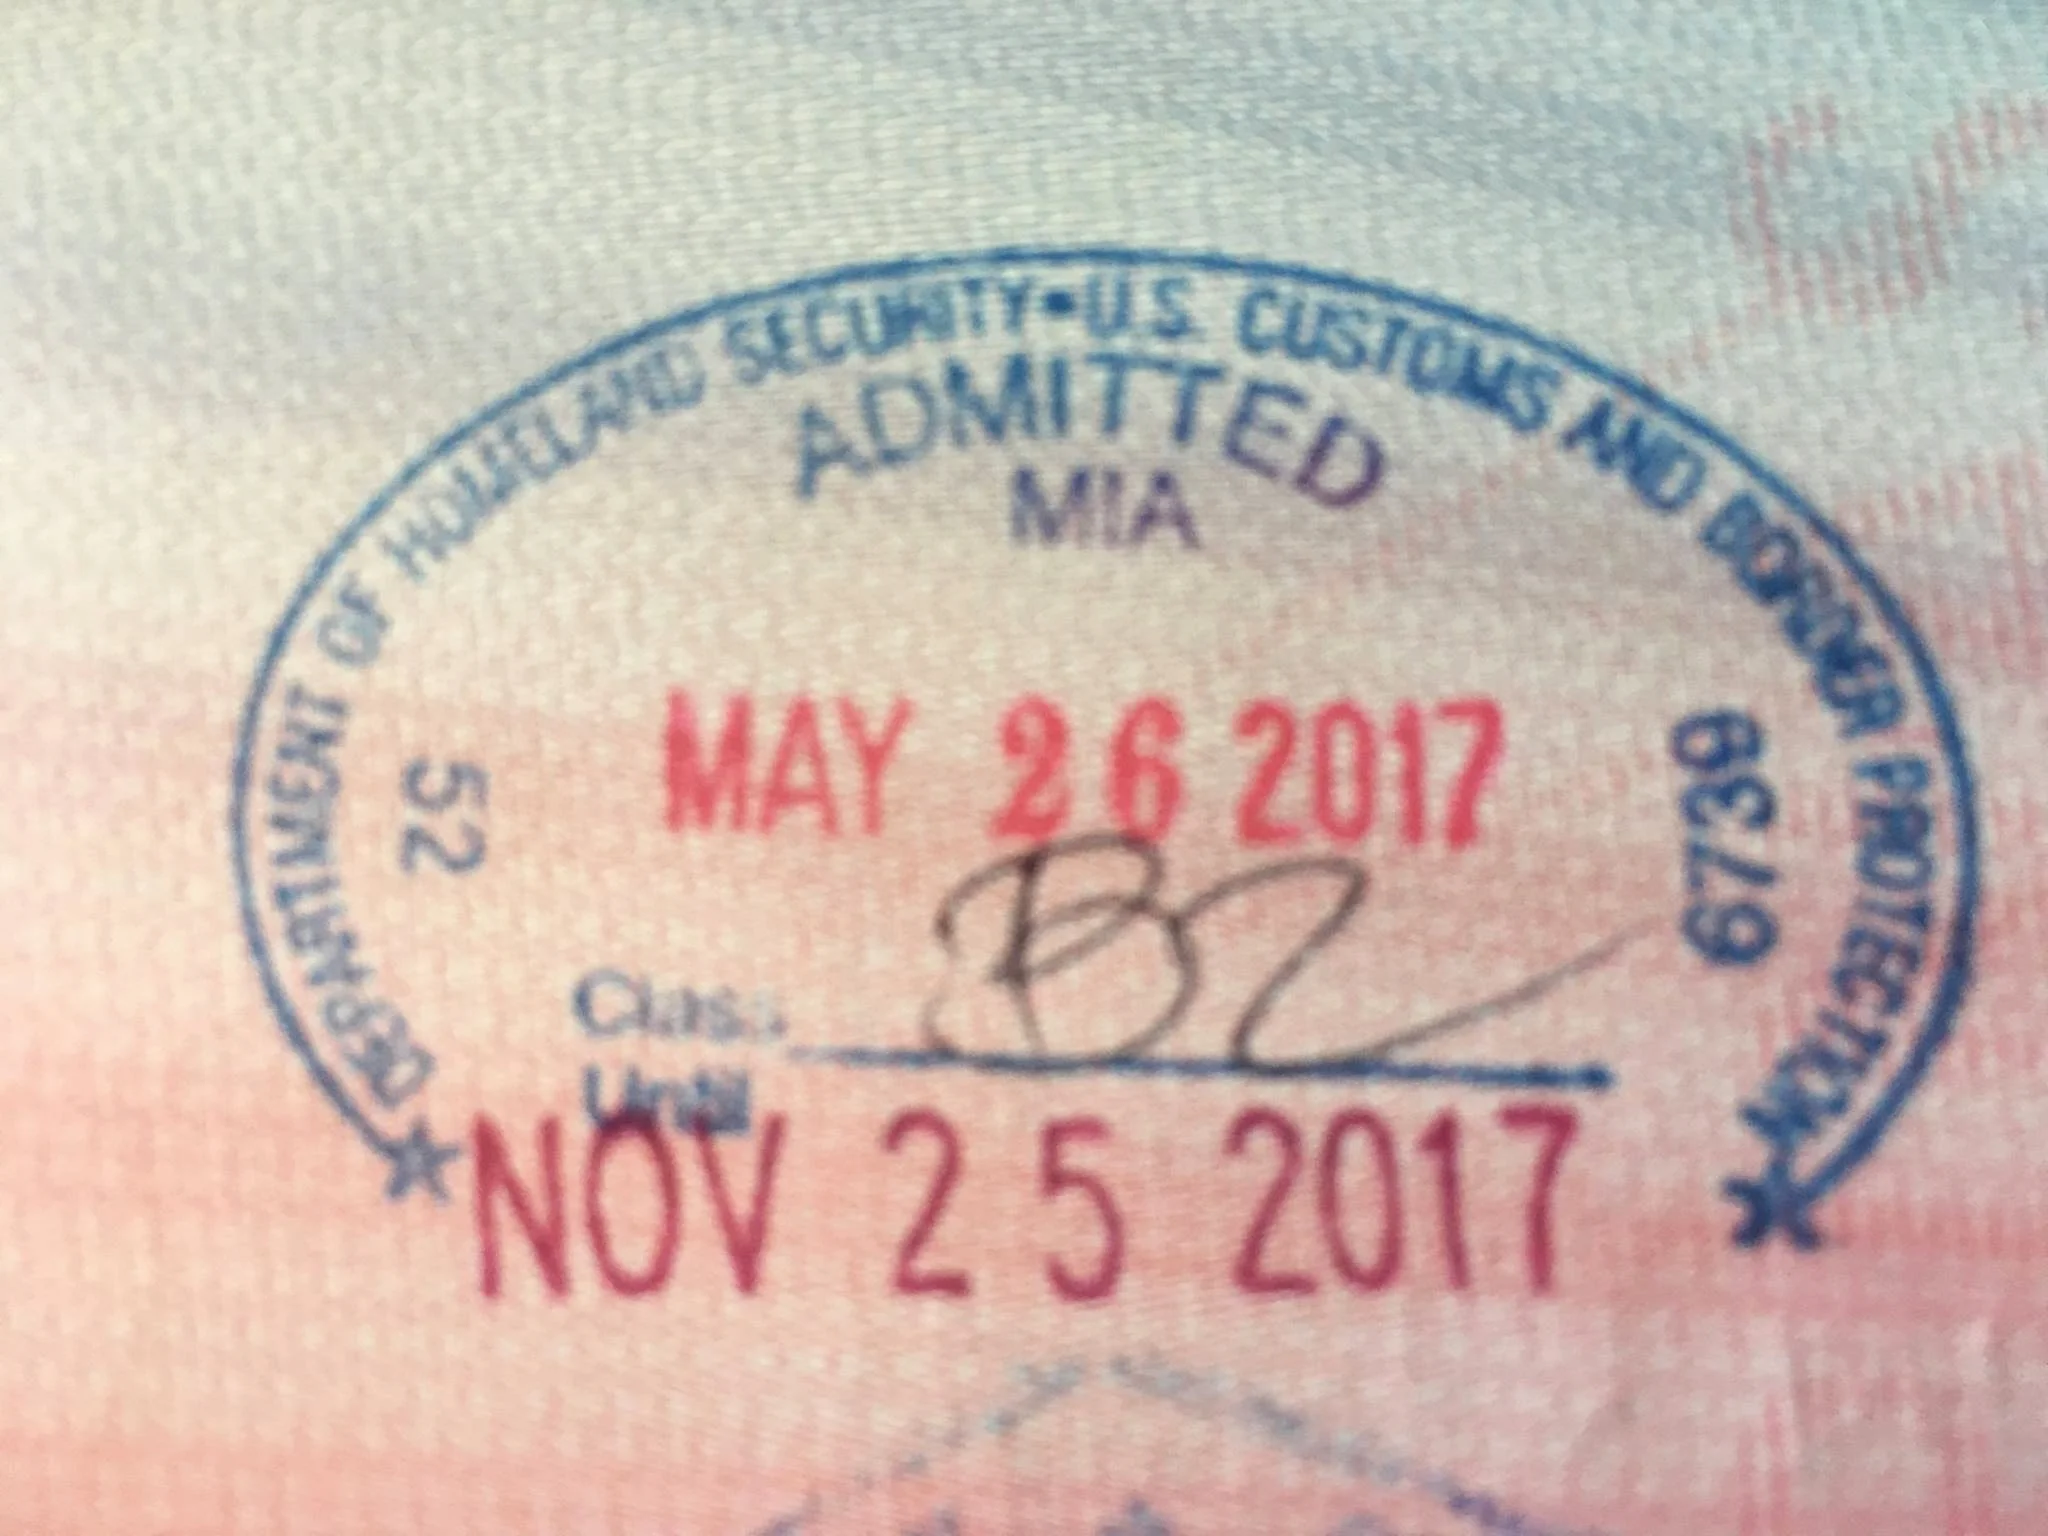 DEPARTMENT OF HOMELAND SECURITY • U.S. CUSTOMS AND BORDER PROTECTION
ADMITTED
MIA
MAY 26 2017
52
6739
Class B2
Until
NOV 25 2017